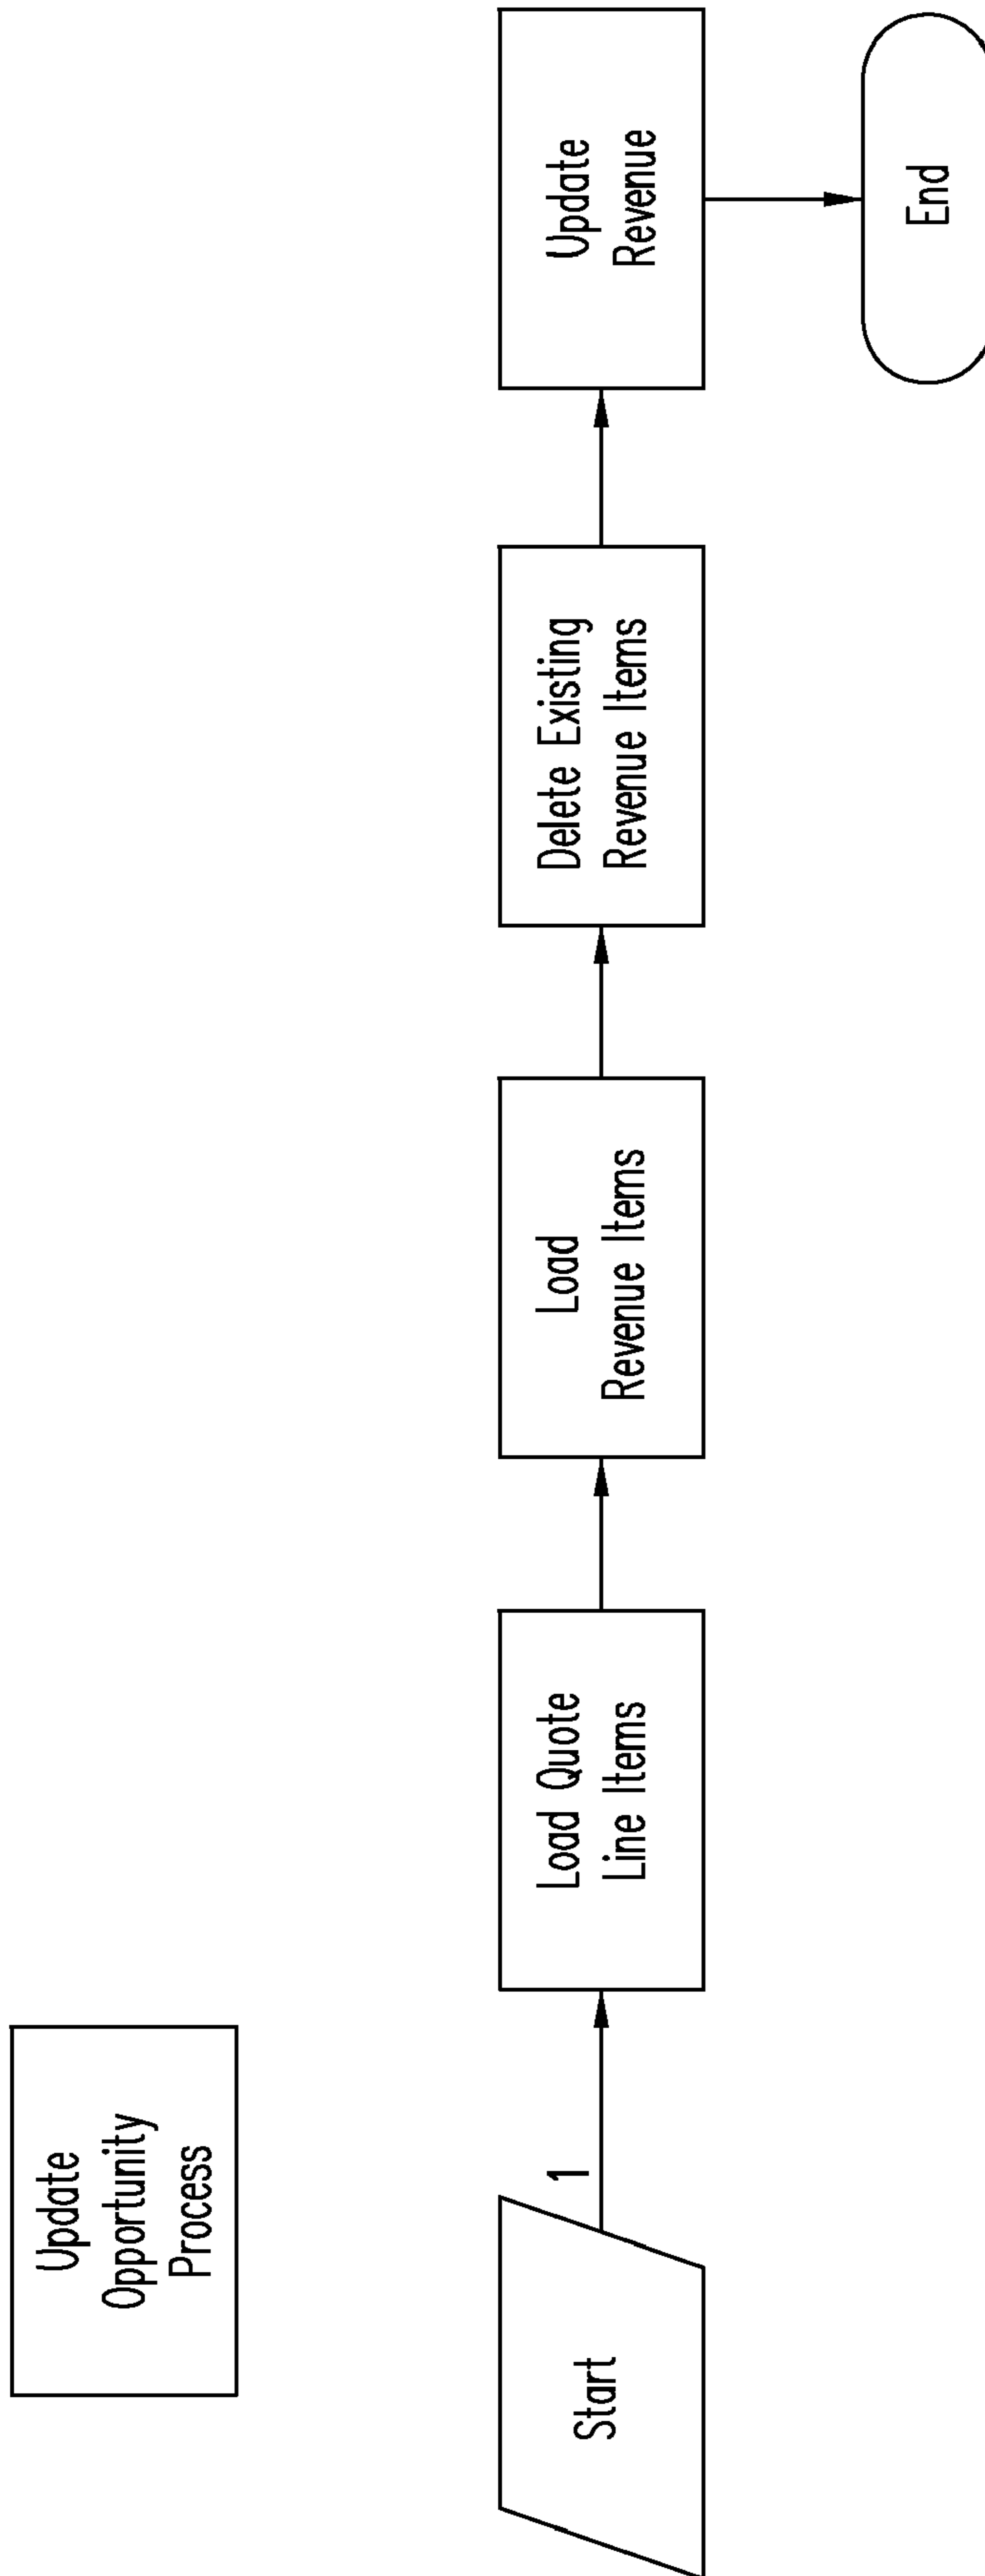 Update
Opportunity
Process
Start
1
Load Quote
Line Items
Load
Revenue Items
Delete Existing
Revenue Items
Update
Revenue
End